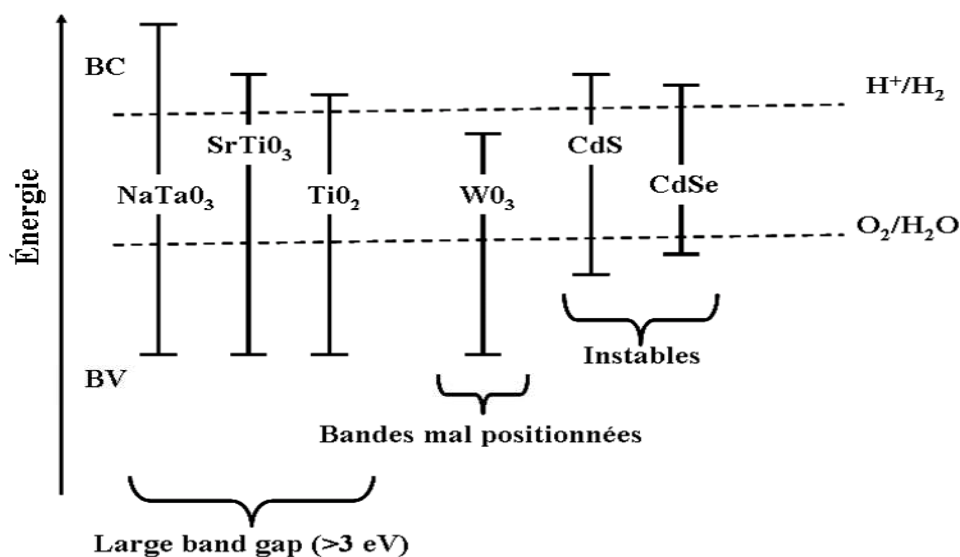 Énergie
BC
BV
NaTa0₃
SrTi0₃
Ti0₂
W0₃
CdS
CdSe
H⁺/H₂
O₂/H₂O
Instables
Bandes mal positionnées
Large band gap (>3 eV)